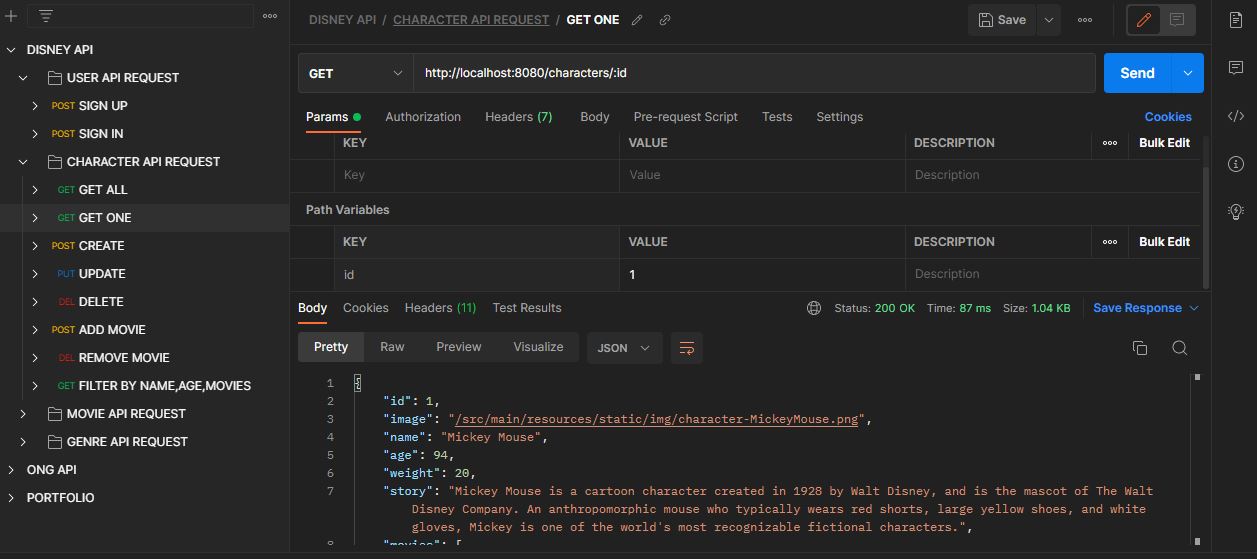 DISNEY API
USER API REQUEST
POST SIGN UP
POST SIGN IN
CHARACTER API REQUEST
GET GET ALL
GET GET ONE
POST CREATE
PUT UPDATE
DEL DELETE
POST ADD MOVIE
DEL REMOVE MOVIE
GET FILTER BY NAME,AGE,MOVIES
MOVIE API REQUEST
GENRE API REQUEST
ONG API
PORTFOLIO
DISNEY API / CHARACTER API REQUEST / GET ONE
Save
GET http://localhost:8080/characters/:id Send
Params Authorization Headers (7) Body Pre-request Script Tests Settings Cookies
KEY VALUE DESCRIPTION Bulk Edit
Key Value Description
Path Variables
KEY VALUE DESCRIPTION Bulk Edit
id 1 Description
Body Cookies Headers (11) Test Results Status: 200 OK Time: 87 ms Size: 1.04 KB Save Response
Pretty Raw Preview Visualize JSON
1 {
2 "id": 1,
3 "image": "/src/main/resources/static/img/character-MickeyMouse.png",
4 "name": "Mickey Mouse",
5 "age": 94,
6 "weight": 20,
7 "story": "Mickey Mouse is a cartoon character created in 1928 by Walt Disney, and is the mascot of The Walt
Disney Company. An anthropomorphic mouse who typically wears red shorts, large yellow shoes, and white
gloves, Mickey is one of the world's most recognizable fictional characters.",
8 "movies": [